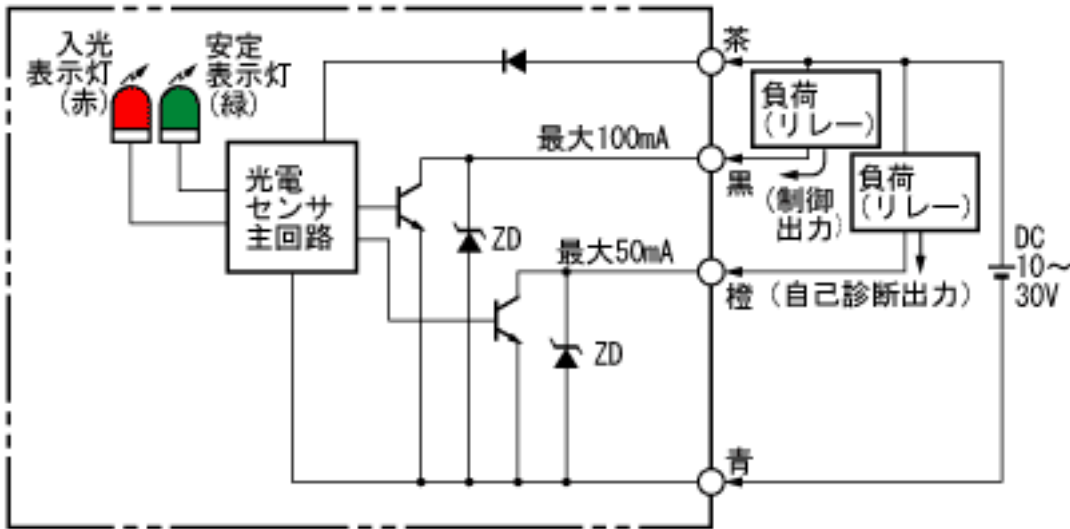 入光
表示灯
(赤)
安定
表示灯
(緑)
茶
負荷
(リレー)
最大100mA
黒
(制御
出力)
負荷
(リレー)
光電
センサ
主回路
ZD
最大50mA
橙 (自己診断出力)
DC
10～
30V
ZD
青